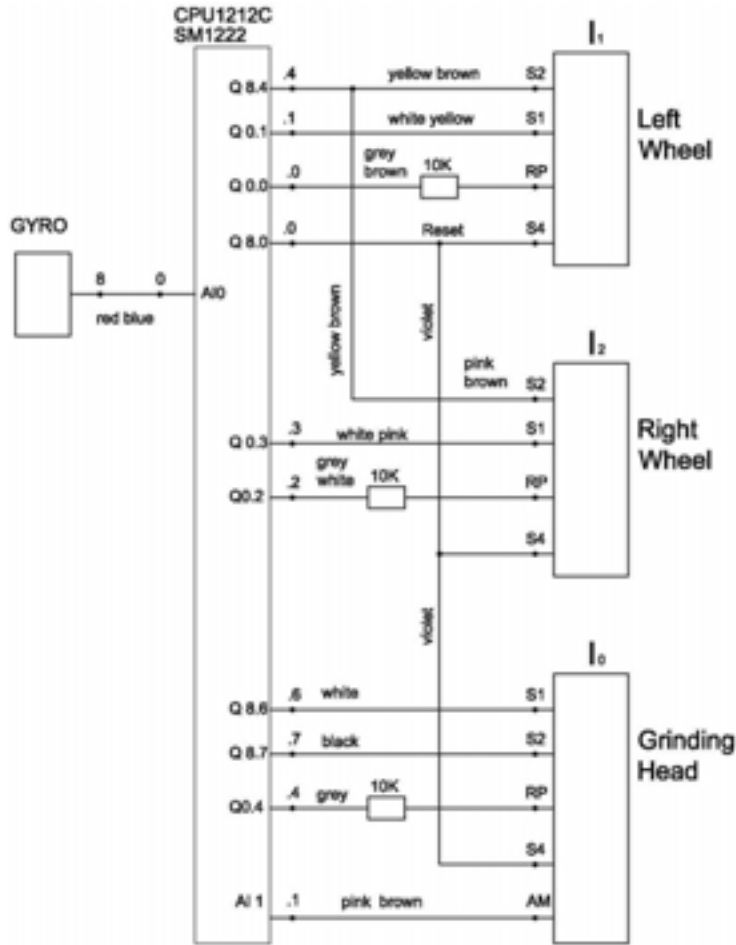 CPU1212C
SM1222
I₁
Q 8.4 .4 yellow brown S2
Q 0.1 .1 white yellow S1
Left
Wheel
grey
brown
10K
Q 0.0 .0 RP
Q 8.0 .0 Reset S4
GYRO
8 0 AI0
red blue
yellow brown
violet
I₂
pink
brown
S2
Q 0.3 .3 white pink S1
Right
Wheel
grey
white
10K
Q0.2 .2 RP
S4
violet
I₀
Q 8.6 .6 white S1
Q 8.7 .7 black S2
Grinding
Head
Q0.4 .4 grey 10K RP
S4
AI 1 .1 pink brown AM